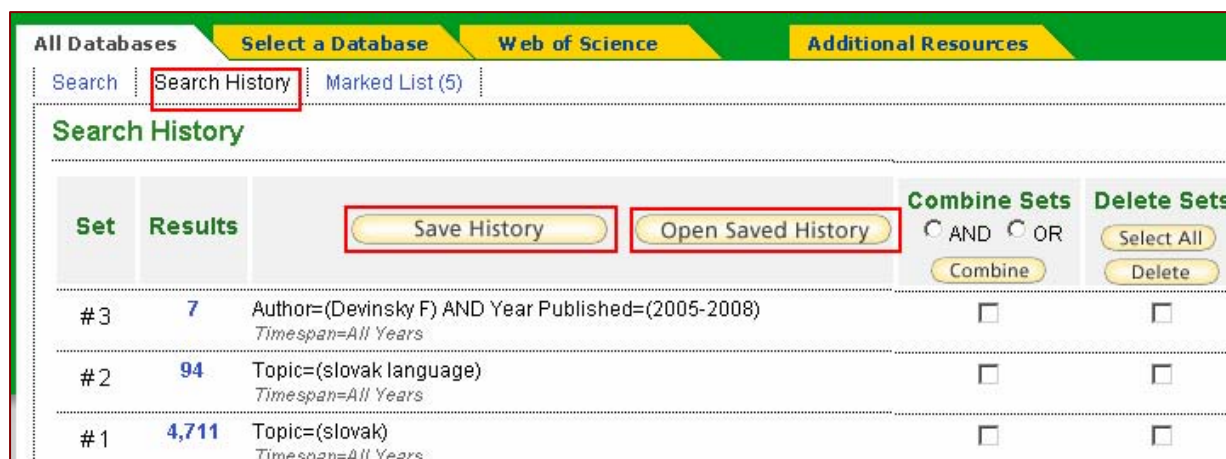 All Databases Select a Database Web of Science Additional Resources
Search Search History Marked List (5)
Search History
Set Results Save History Open Saved History Combine Sets Delete Sets
AND OR Select All
Combine Delete
#3 7 Author=(Devinsky F) AND Year Published=(2005-2008)
Timespan=All Years
#2 94 Topic=(slovak language)
Timespan=All Years
#1 4,711 Topic=(slovak)
Timespan=All Years